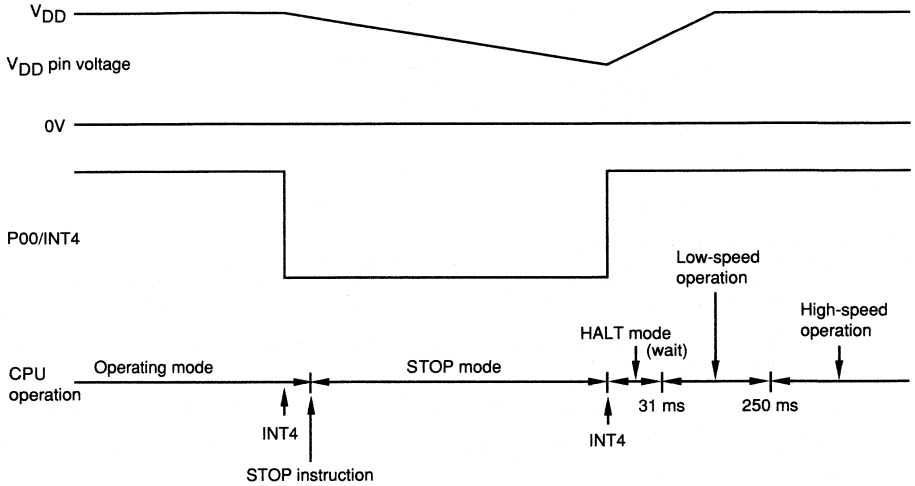 VDD
VDD pin voltage
0V
P00/INT4
Low-speed
operation
High-speed
operation
HALT mode
(wait)
CPU
operation
Operating mode
STOP mode
31 ms
250 ms
INT4
INT4
STOP instruction